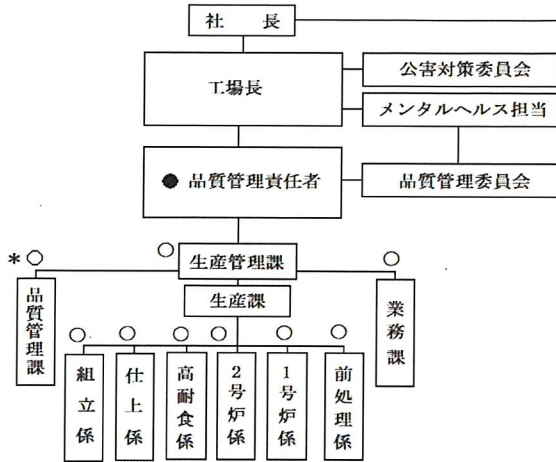 社　長
工場長
公害対策委員会
メンタルヘルス担当
● 品質管理責任者
品質管理委員会
*○
○
○
生産管理課
品質管理課
生産課
業務課
○
○
○
○
○
○
組立係
仕上係
高耐食係
2号炉係
1号炉係
前処理係